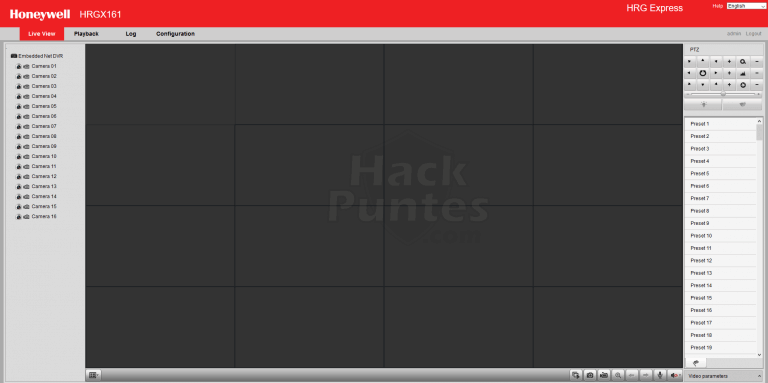 Honeywell HRGX161
HRG Express
Help English
Live View Playback Log Configuration
admin Logout
Embedded Net DVR
Camera 01
Camera 02
Camera 03
Camera 04
Camera 05
Camera 06
Camera 07
Camera 08
Camera 09
Camera 10
Camera 11
Camera 12
Camera 13
Camera 14
Camera 15
Camera 16
Hack
Puntes
.com
PTZ
Preset 1
Preset 2
Preset 3
Preset 4
Preset 5
Preset 6
Preset 7
Preset 8
Preset 9
Preset 10
Preset 11
Preset 12
Preset 13
Preset 14
Preset 15
Preset 16
Preset 17
Preset 18
Preset 19
Video parameters